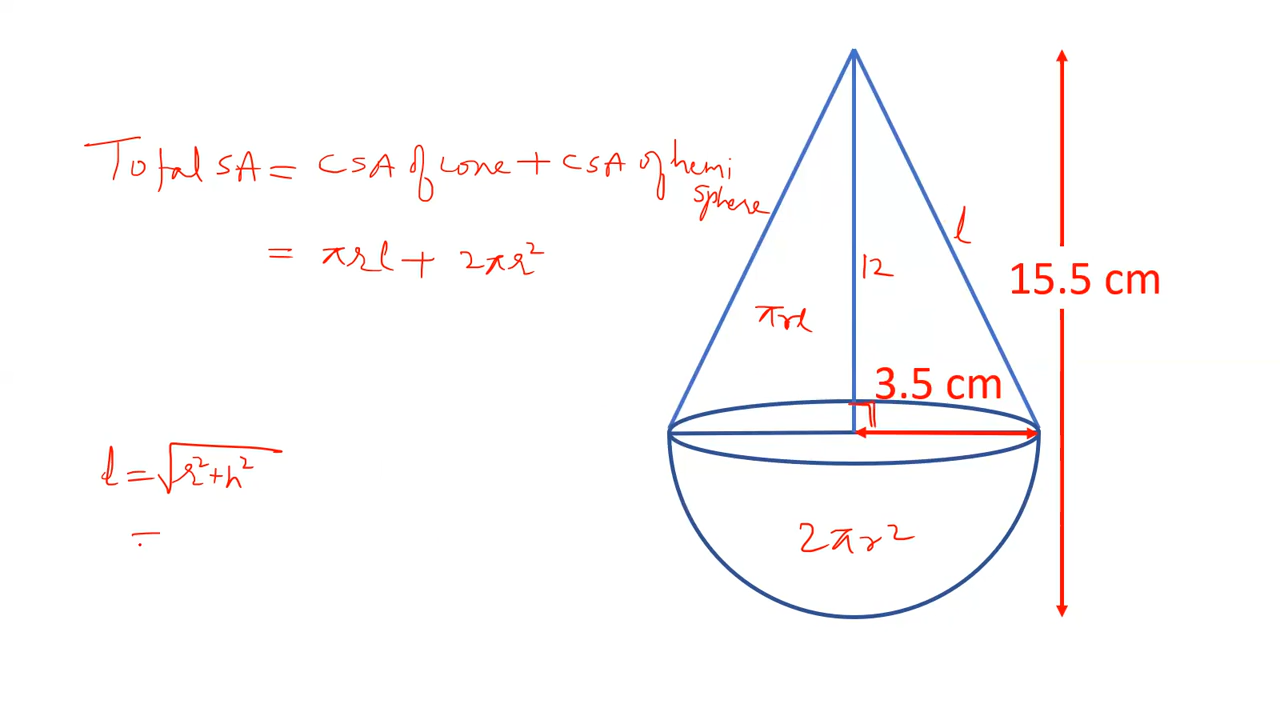 Total SA = CSA of cone + CSA of hemi
sphere
= πrl + 2πr²
l
12
15.5 cm
πrl
3.5 cm
l = √r²+h²
=
2πr²